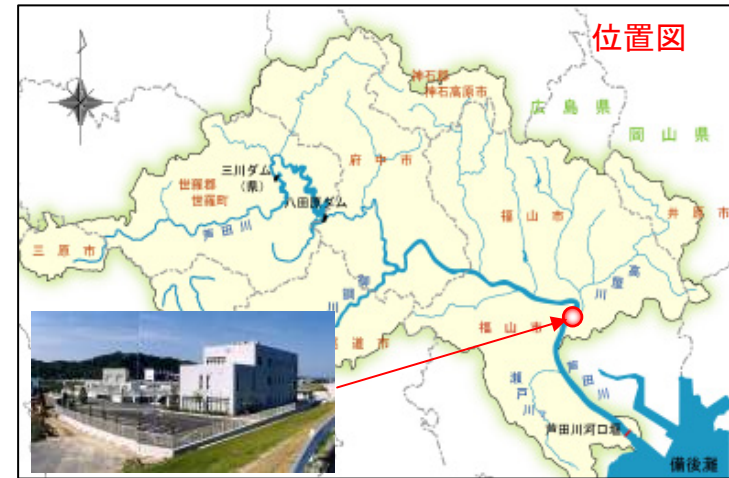 位置図
神石郡
神石高原市
広島県
岡山県
三川ダム
(県)
府中市
世羅郡
世羅町
八田原ダム
福山市
井原市
三原市
芦田川
御調川
高屋川
尾道市
福山市
芦田川
瀬戸川
芦田川河口堰
備後灘